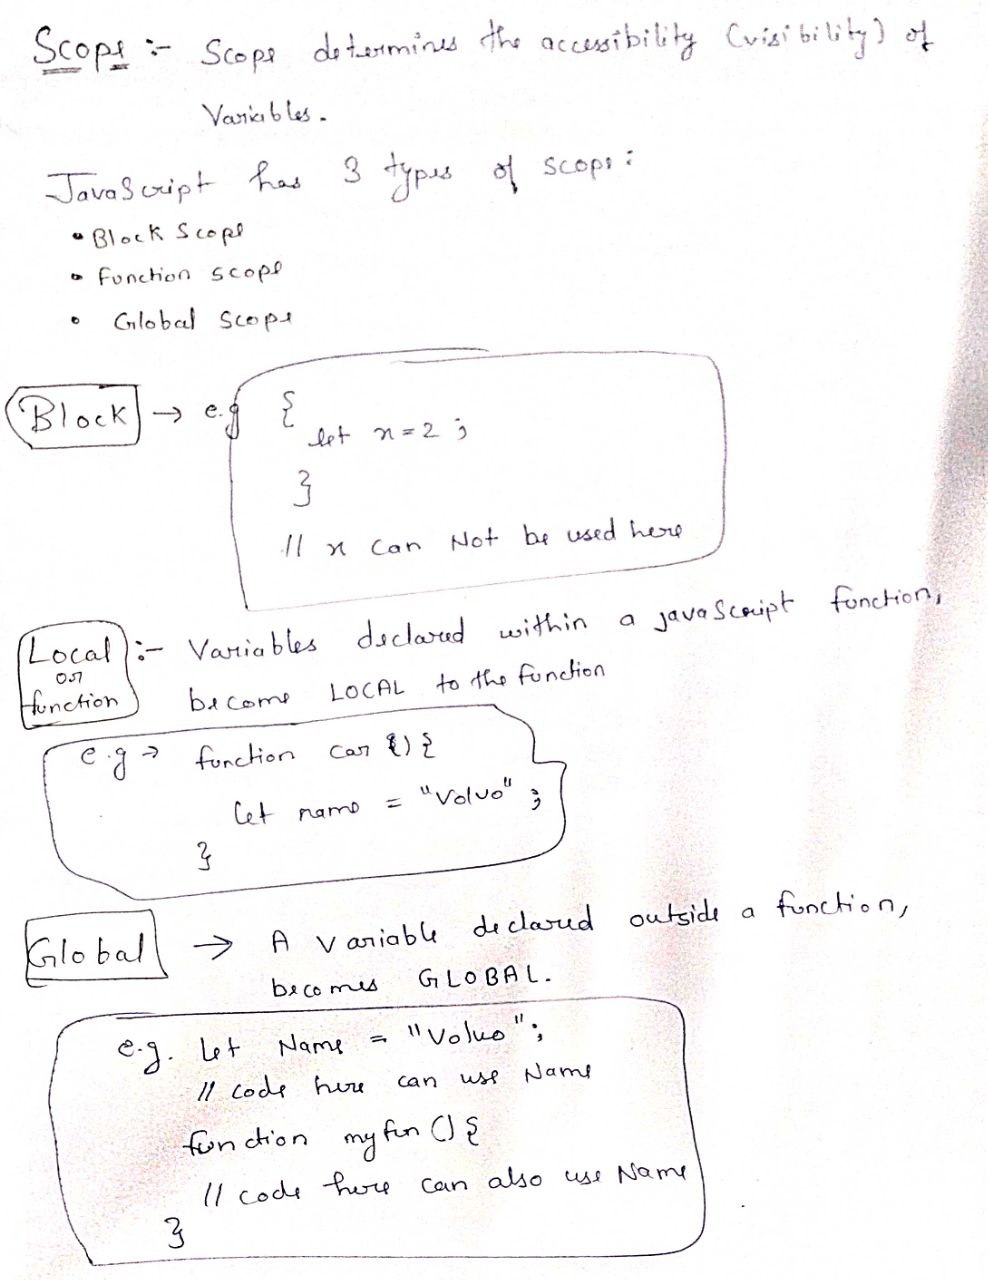 Scope :- Scope determines the accessibility (visibility) of
Variables.
JavaScript has 3 types of scope:
• Block Scope
• Function scope
• Global Scope
Block → e.g {
let x = 2 ;
}
// x can Not be used here
Local or function :- Variables declared within a javaScript function,
become LOCAL to the function
e.g → function car () {
let name = "Volvo" ;
}
Global → A variable declared outside a function,
becomes GLOBAL.
e.g. let Name = "Volvo" ;
// code here can use Name
function myfun () {
// code here can also use Name
}